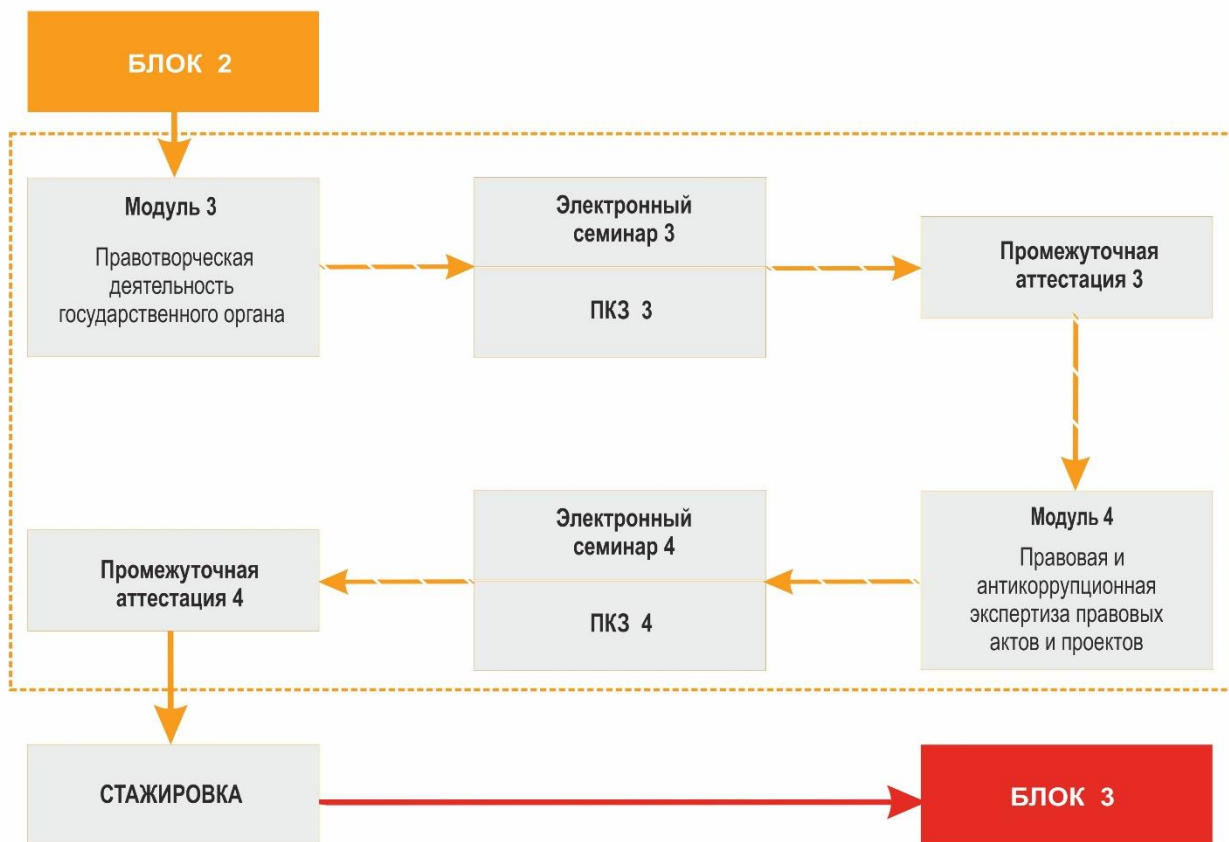 БЛОК 2
Модуль 3
Правотворческая
деятельность
государственного органа
Электронный
семинар 3
ПКЗ 3
Промежуточная
аттестация 3
Модуль 4
Правовая и
антикоррупционная
экспертиза правовых
актов и проектов
Электронный
семинар 4
ПКЗ 4
Промежуточная
аттестация 4
СТАЖИРОВКА
БЛОК 3